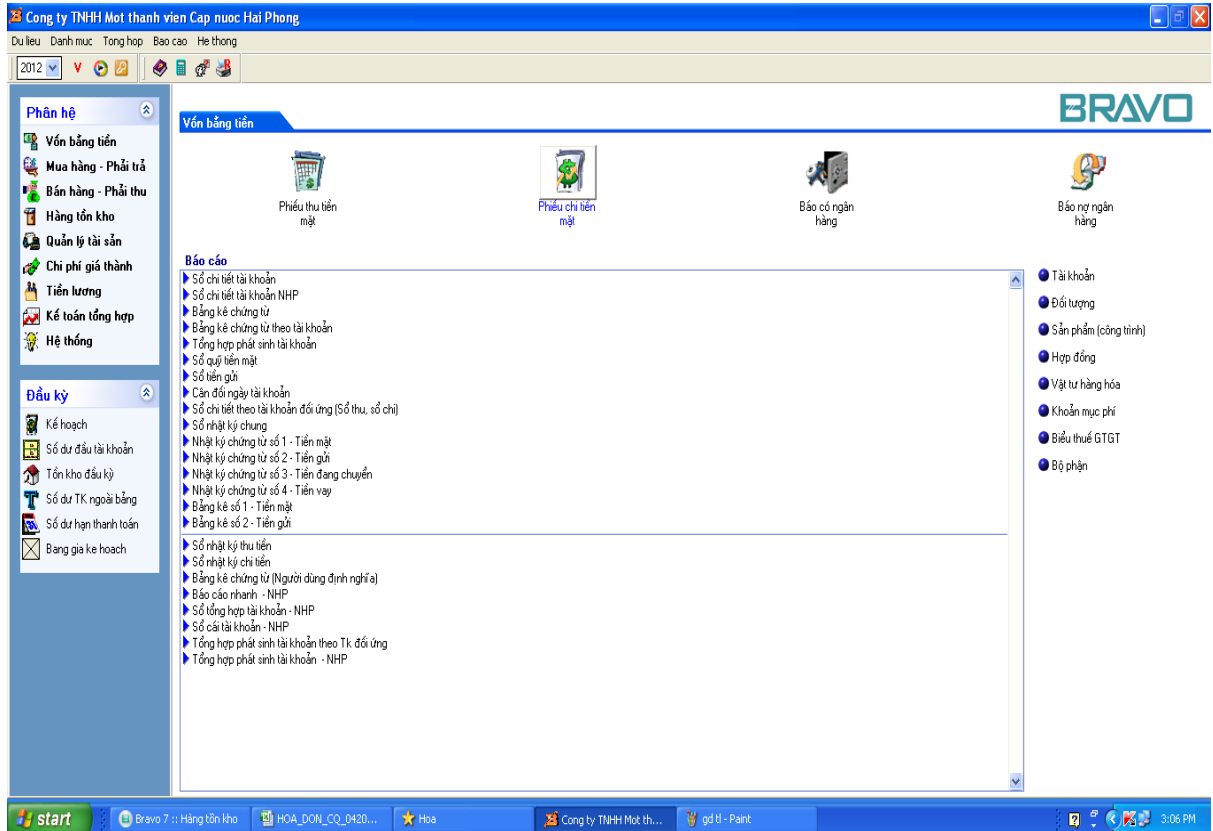 Cong ty TNHH Mot thanh vien Cap nuoc Hai Phong
Du lieu Danh muc Tong hop Bao cao He thong
2012 V
BRAVO
Phân hệ
Vốn bằng tiền
Mua hàng - Phải trả
Bán hàng - Phải thu
Hàng tồn kho
Quản lý tài sản
Chi phí giá thành
Tiền lương
Kế toán tổng hợp
Hệ thống
Đầu kỳ
Kế hoạch
Số dư đầu tài khoản
Tồn kho đầu kỳ
Số dư TK ngoài bảng
Số dư hạn thanh toán
Bang gia ke hoach
Vốn bằng tiền
Phiếu thu tiền
mặt
Phiếu chi tiền
mặt
Báo có ngân
hàng
Báo nợ ngân
hàng
Báo cáo
Sổ chi tiết tài khoản
Sổ chi tiết tài khoản NHP
Bảng kê chứng từ
Bảng kê chứng từ theo tài khoản
Tổng hợp phát sinh tài khoản
Sổ quỹ tiền mặt
Sổ tiền gửi
Cân đối ngày tài khoản
Sổ chi tiết theo tài khoản đối ứng (Sổ thu, sổ chi)
Sổ nhật ký chung
Nhật ký chứng từ số 1 - Tiền mặt
Nhật ký chứng từ số 2 - Tiền gửi
Nhật ký chứng từ số 3 - Tiền đang chuyển
Nhật ký chứng từ số 4 - Tiền vay
Bảng kê số 1 - Tiền mặt
Bảng kê số 2 - Tiền gửi
Sổ nhật ký thu tiền
Sổ nhật ký chi tiền
Bảng kê chứng từ (Người dùng định nghĩa)
Báo cáo nhanh - NHP
Sổ tổng hợp tài khoản - NHP
Sổ cái tài khoản - NHP
Tổng hợp phát sinh tài khoản theo Tk đối ứng
Tổng hợp phát sinh tài khoản - NHP
Tài khoản
Đối tượng
Sản phẩm (công trình)
Hợp đồng
Vật tư hàng hóa
Khoản mục phí
Biểu thuế GTGT
Bộ phận
start
Bravo 7 :: Hàng tồn kho
HOA_DON_CQ_0420...
Hoa
Cong ty TNHH Mot th...
gd tl - Paint
3:06 PM